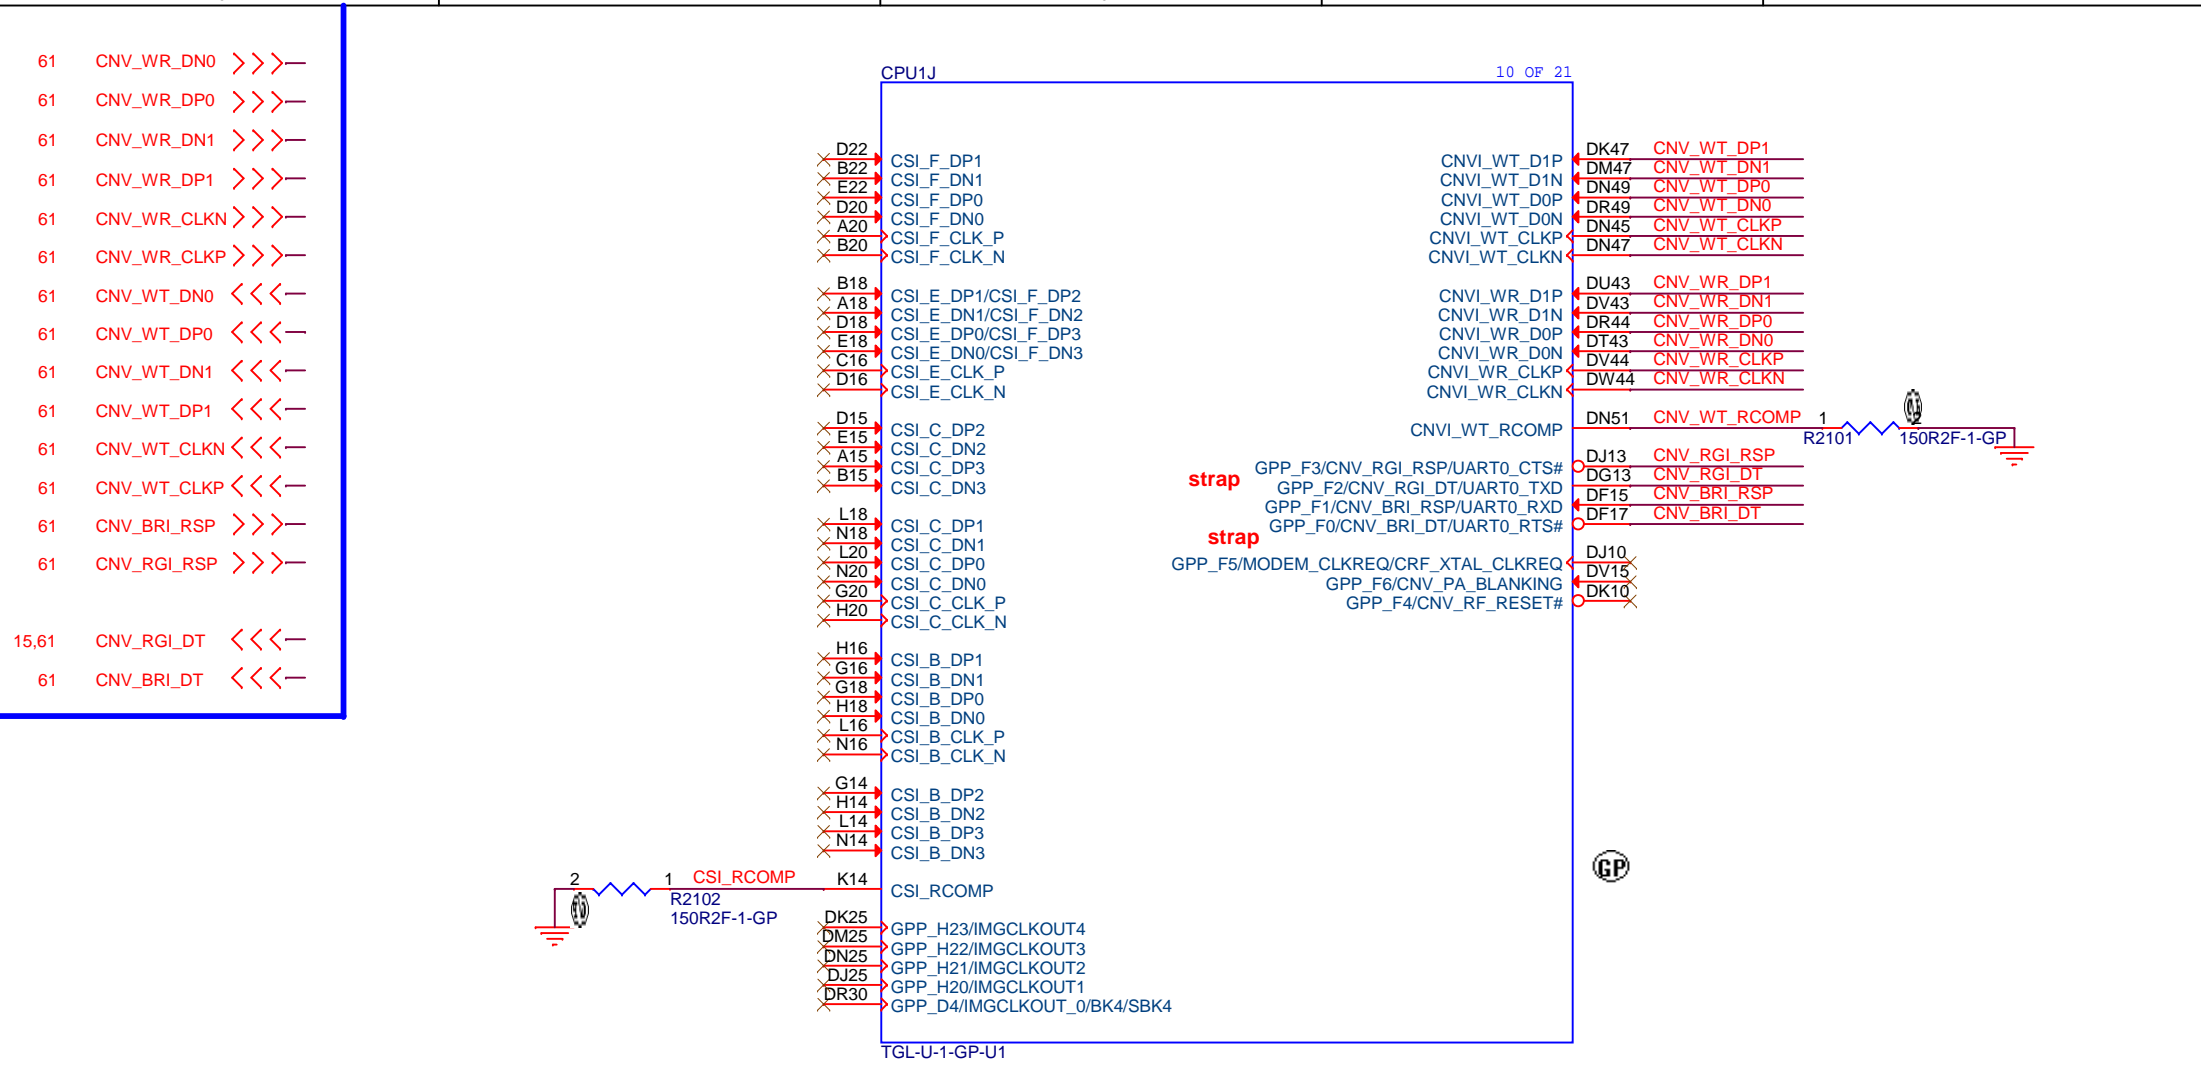 61 CNV_WR_DN0
61 CNV_WR_DP0
61 CNV_WR_DN1
61 CNV_WR_DP1
61 CNV_WR_CLKN
61 CNV_WR_CLKP
61 CNV_WT_DN0
61 CNV_WT_DP0
61 CNV_WT_DN1
61 CNV_WT_DP1
61 CNV_WT_CLKN
61 CNV_WT_CLKP
61 CNV_BRI_RSP
61 CNV_RGI_RSP
15,61 CNV_RGI_DT
61 CNV_BRI_DT
CPU1J
10 OF 21
D22 CSI_F_DP1
B22 CSI_F_DN1
E22 CSI_F_DP0
D20 CSI_F_DN0
A20 CSI_F_CLK_P
B20 CSI_F_CLK_N
B18 CSI_E_DP1/CSI_F_DP2
A18 CSI_E_DN1/CSI_F_DN2
D18 CSI_E_DP0/CSI_F_DP3
E18 CSI_E_DN0/CSI_F_DN3
C16 CSI_E_CLK_P
D16 CSI_E_CLK_N
D15 CSI_C_DP2
E15 CSI_C_DN2
A15 CSI_C_DP3
B15 CSI_C_DN3
L18 CSI_C_DP1
N18 CSI_C_DN1
L20 CSI_C_DP0
N20 CSI_C_DN0
G20 CSI_C_CLK_P
H20 CSI_C_CLK_N
H16 CSI_B_DP1
G16 CSI_B_DN1
G18 CSI_B_DP0
H18 CSI_B_DN0
L16 CSI_B_CLK_P
N16 CSI_B_CLK_N
G14 CSI_B_DP2
H14 CSI_B_DN2
L14 CSI_B_DP3
N14 CSI_B_DN3
2 1 CSI_RCOMP K14 CSI_RCOMP
R2102
150R2F-1-GP
DK25 GPP_H23/IMGCLKOUT4
DM25 GPP_H22/IMGCLKOUT3
DN25 GPP_H21/IMGCLKOUT2
DJ25 GPP_H20/IMGCLKOUT1
DR30 GPP_D4/IMGCLKOUT_0/BK4/SBK4
CNVI_WT_D1P DK47 CNV_WT_DP1
CNVI_WT_D1N DM47 CNV_WT_DN1
CNVI_WT_D0P DN49 CNV_WT_DP0
CNVI_WT_D0N DR49 CNV_WT_DN0
CNVI_WT_CLKP DN45 CNV_WT_CLKP
CNVI_WT_CLKN DN47 CNV_WT_CLKN
CNVI_WR_D1P DU43 CNV_WR_DP1
CNVI_WR_D1N DV43 CNV_WR_DN1
CNVI_WR_D0P DR44 CNV_WR_DP0
CNVI_WR_D0N DT43 CNV_WR_DN0
CNVI_WR_CLKP DV44 CNV_WR_CLKP
CNVI_WR_CLKN DW44 CNV_WR_CLKN
CNVI_WT_RCOMP DN51 CNV_WT_RCOMP 1 2
R2101 150R2F-1-GP
GPP_F3/CNV_RGI_RSP/UART0_CTS# DJ13 CNV_RGI_RSP
strap GPP_F2/CNV_RGI_DT/UART0_TXD DG13 CNV_RGI_DT
GPP_F1/CNV_BRI_RSP/UART0_RXD DF15 CNV_BRI_RSP
GPP_F0/CNV_BRI_DT/UART0_RTS# DF17 CNV_BRI_DT
strap
GPP_F5/MODEM_CLKREQ/CRF_XTAL_CLKREQ DJ10
GPP_F6/CNV_PA_BLANKING DV15
GPP_F4/CNV_RF_RESET# DK10
GP
TGL-U-1-GP-U1